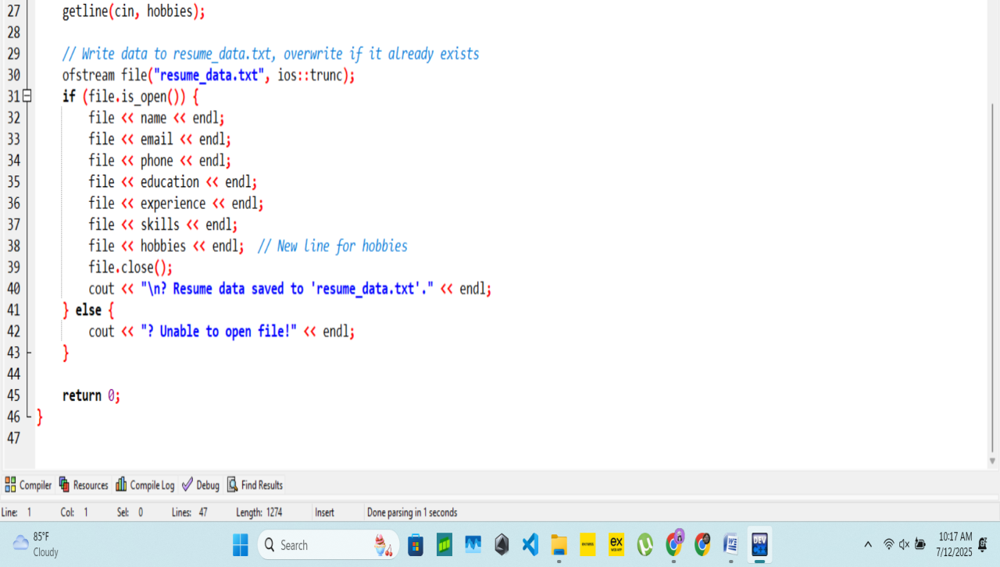 27 getline(cin, hobbies);
28
29 // Write data to resume_data.txt, overwrite if it already exists
30 ofstream file("resume_data.txt", ios::trunc);
31 if (file.is_open()) {
32 file << name << endl;
33 file << email << endl;
34 file << phone << endl;
35 file << education << endl;
36 file << experience << endl;
37 file << skills << endl;
38 file << hobbies << endl; // New line for hobbies
39 file.close();
40 cout << "\n? Resume data saved to 'resume_data.txt'." << endl;
41 } else {
42 cout << "? Unable to open file!" << endl;
43 }
44
45 return 0;
46 }
47
Compiler Resources Compile Log Debug Find Results
Line: 1 Col: 1 Sel: 0 Lines: 47 Length: 1274 Insert Done parsing in 1 seconds
85°F
Cloudy
Search
exness
ex
WEB APP
W
DEV
C++
10:17 AM
7/12/2025